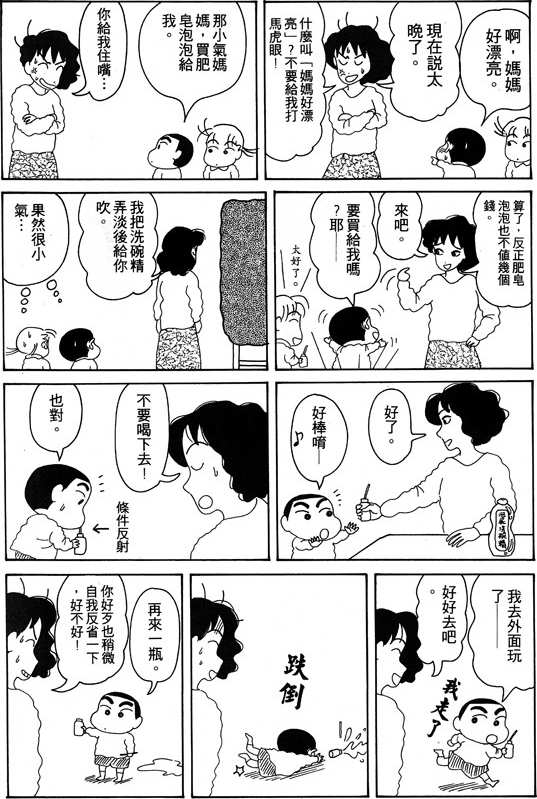 啊，媽媽
好漂亮。
現在説太
晚了。
什麼叫「媽媽好漂
亮」？不要給我打
馬虎眼！
那小氣媽
媽，買肥
皂泡泡給
我。
你給我住嘴…
算了，反正肥皂
泡泡也不值幾個
錢。
來吧。
要買給我嗎
？耶——
太好了。
我把洗碗精
弄淡後給你
吹。
果然很小
氣…
好了。
好棒唷
——
不要喝下去！
也對。
條件反射
我去外面玩
了——
好好去吧
。
我走了
跌倒
再來一瓶。
你好歹也稍微
自我反省一下
，好不好！